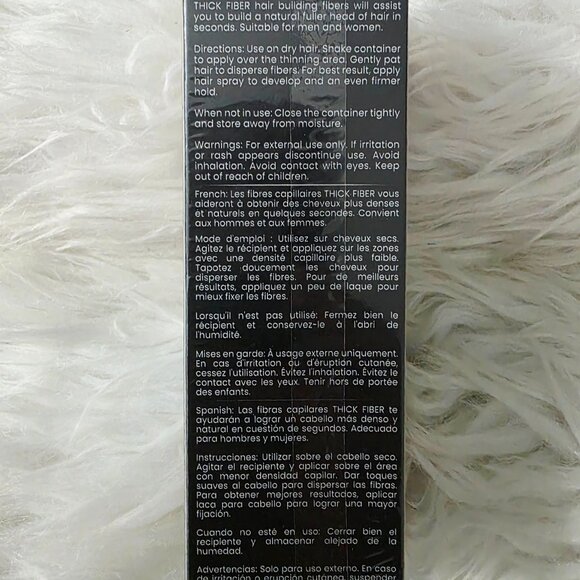 THICK FIBER hair building fibers will assist
you to build a natural fuller head of hair in
seconds. Suitable for men and women.
Directions: Use on dry hair. Shake container
to apply over the thinning area. Gently pat
hair to disperse fibers. For best result, apply
hair spray to develop and an even firmer
hold.
When not in use: Close the container tightly
and store away from moisture.
Warnings: For external use only. If irritation
or rash appears discontinue use. Avoid
inhalation. Avoid contact with eyes. Keep
out of reach of children.
French: Les fibres capillaires THICK FIBER vous
aideront à obtenir des cheveux plus denses
et naturels en quelques secondes. Convient
aux hommes et aux femmes.
Mode d'emploi : Utilisez sur cheveux secs.
Agitez le récipient et appliquez sur les zones
avec une densité capillaire plus faible.
Tapotez doucement les cheveux pour
disperser les fibres. Pour de meilleurs
résultats, appliquez un peu de laque pour
mieux fixer les fibres.
Lorsqu'il n'est pas utilisé: Fermez bien le
récipient et conservez-le à l'abri de
l'humidité.
Mises en garde: À usage externe uniquement.
En cas d'irritation ou d'éruption cutanée,
cessez l'utilisation. Évitez l'inhalation. Évitez le
contact avec les yeux. Tenir hors de portée
des enfants.
Spanish: Las fibras capilares THICK FIBER te
ayudarán a lograr un cabello más denso y
natural en cuestión de segundos. Adecuado
para hombres y mujeres.
Instrucciones: Utilizar sobre el cabello seco.
Agitar el recipiente y aplicar sobre el área
con menor densidad capilar. Dar toques
suaves al cabello para dispersar las fibras.
Para obtener mejores resultados, aplicar
laca para cabello para lograr una mayor
fijación.
Cuando no esté en uso: Cerrar bien el
recipiente y almacenar alejado de la
humedad.
Advertencias: Solo para uso externo. En caso
de irritación o erupción cutánea, suspender